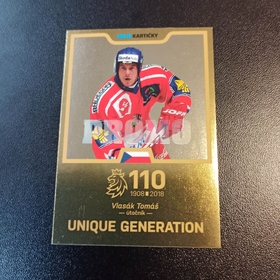 KARTIČKY
PROMO
110
1908 2018
Vlasák Tomáš
útočník
UNIQUE GENERATION